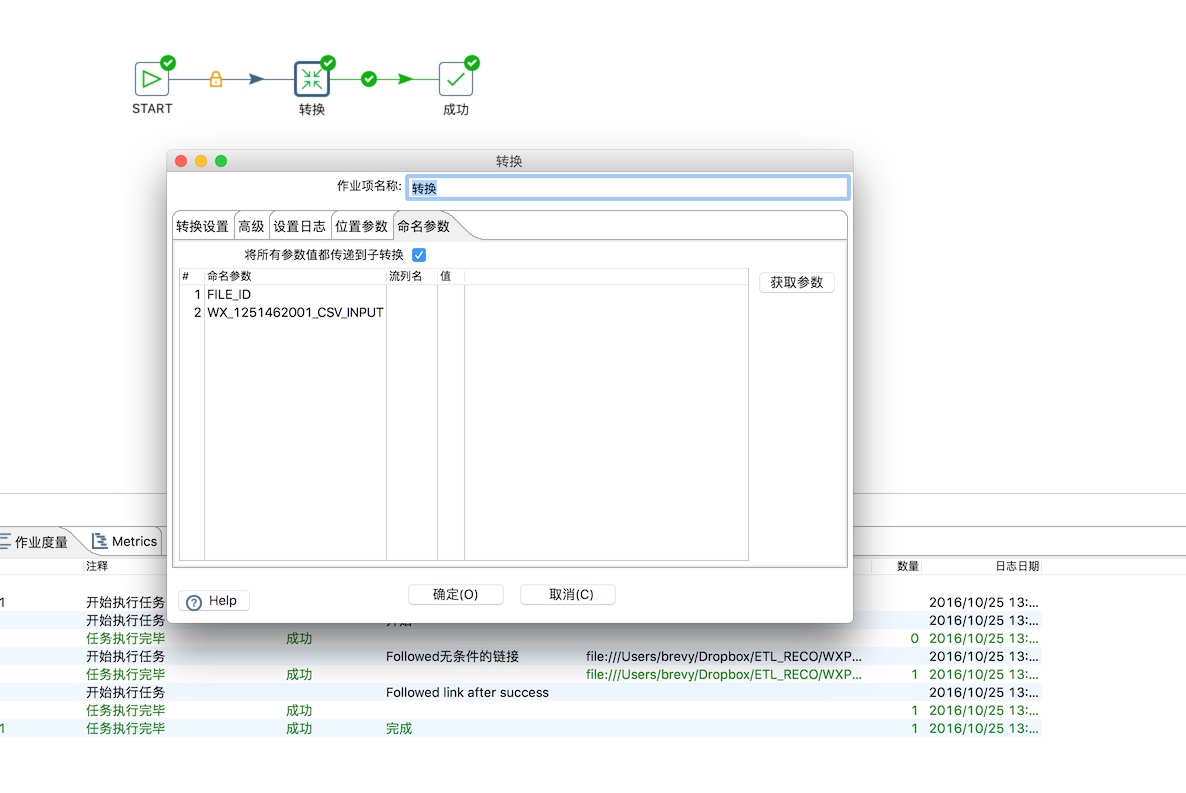 START
转换
成功
转换
作业项名称:
转换
转换设置 高级 设置日志 位置参数 命名参数
将所有参数值都传递到子转换
# 命名参数 流列名 值
获取参数
1 FILE_ID
2 WX_1251462001_CSV_INPUT
作业度量 Metrics
注释 数量 日志日期
Help 确定(O) 取消(C)
1 开始执行任务 2016/10/25 13:...
开始执行任务 开始 2016/10/25 13:...
任务执行完毕 成功 0 2016/10/25 13:...
开始执行任务 Followed无条件的链接 file:///Users/brevy/Dropbox/ETL_RECO/WXP... 2016/10/25 13:...
任务执行完毕 成功 file:///Users/brevy/Dropbox/ETL_RECO/WXP... 1 2016/10/25 13:...
开始执行任务 Followed link after success 2016/10/25 13:...
任务执行完毕 成功 1 2016/10/25 13:...
1 任务执行完毕 成功 完成 1 2016/10/25 13:...